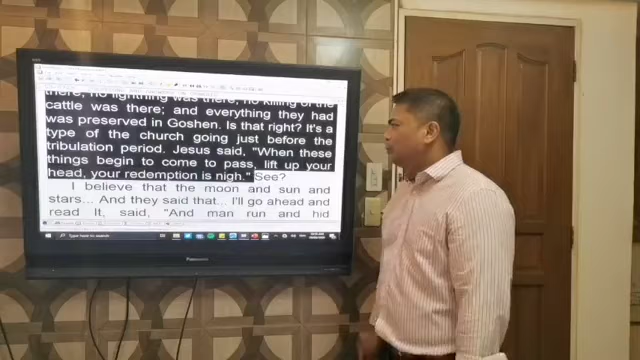 there, no lightning was there, no killing of the
cattle was there; and everything they had
was preserved in Goshen. Is that right? It's a
type of the church going just before the
tribulation period. Jesus said, "When these
things begin to come to pass, lift up your
head, your redemption is nigh." See?
I believe that the moon and sun and
stars... And they said that... I'll go ahead and
read It, said, "And man run and hid
Type here to search
Panasonic